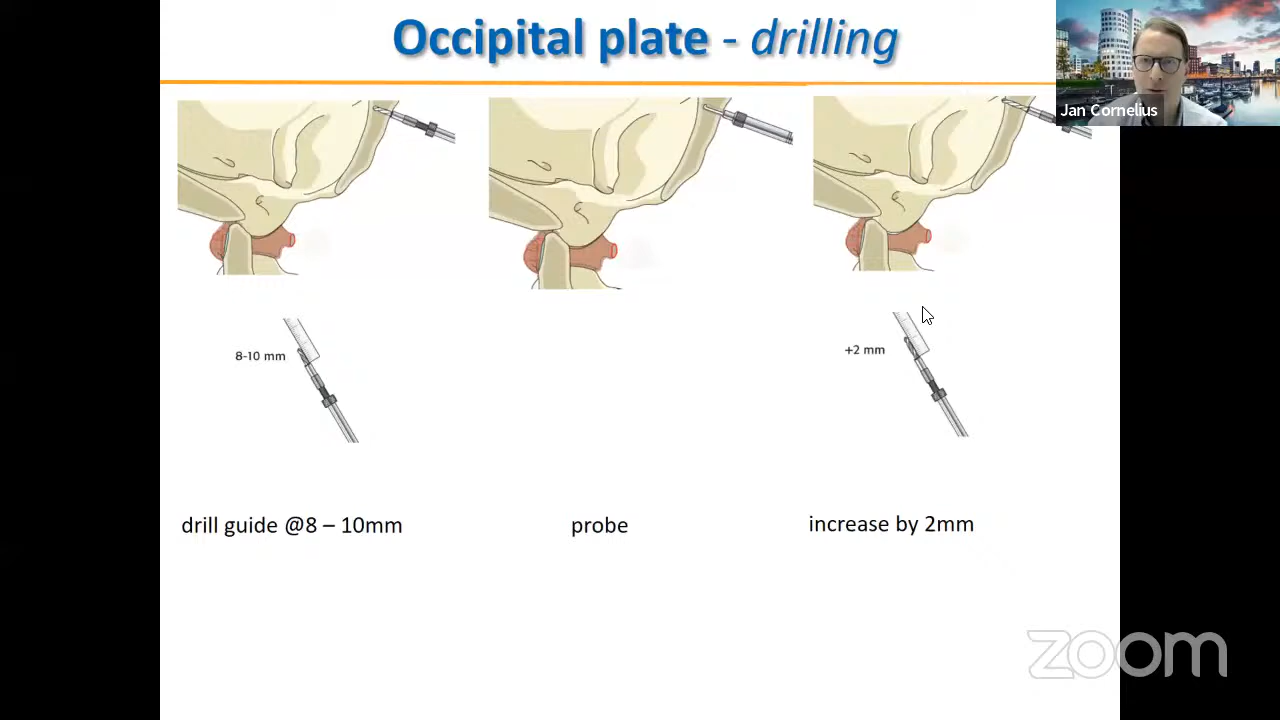 Occipital plate - drilling
Jan Cornelius
8-10 mm
+2 mm
drill guide @8 – 10mm
probe
increase by 2mm
zoom